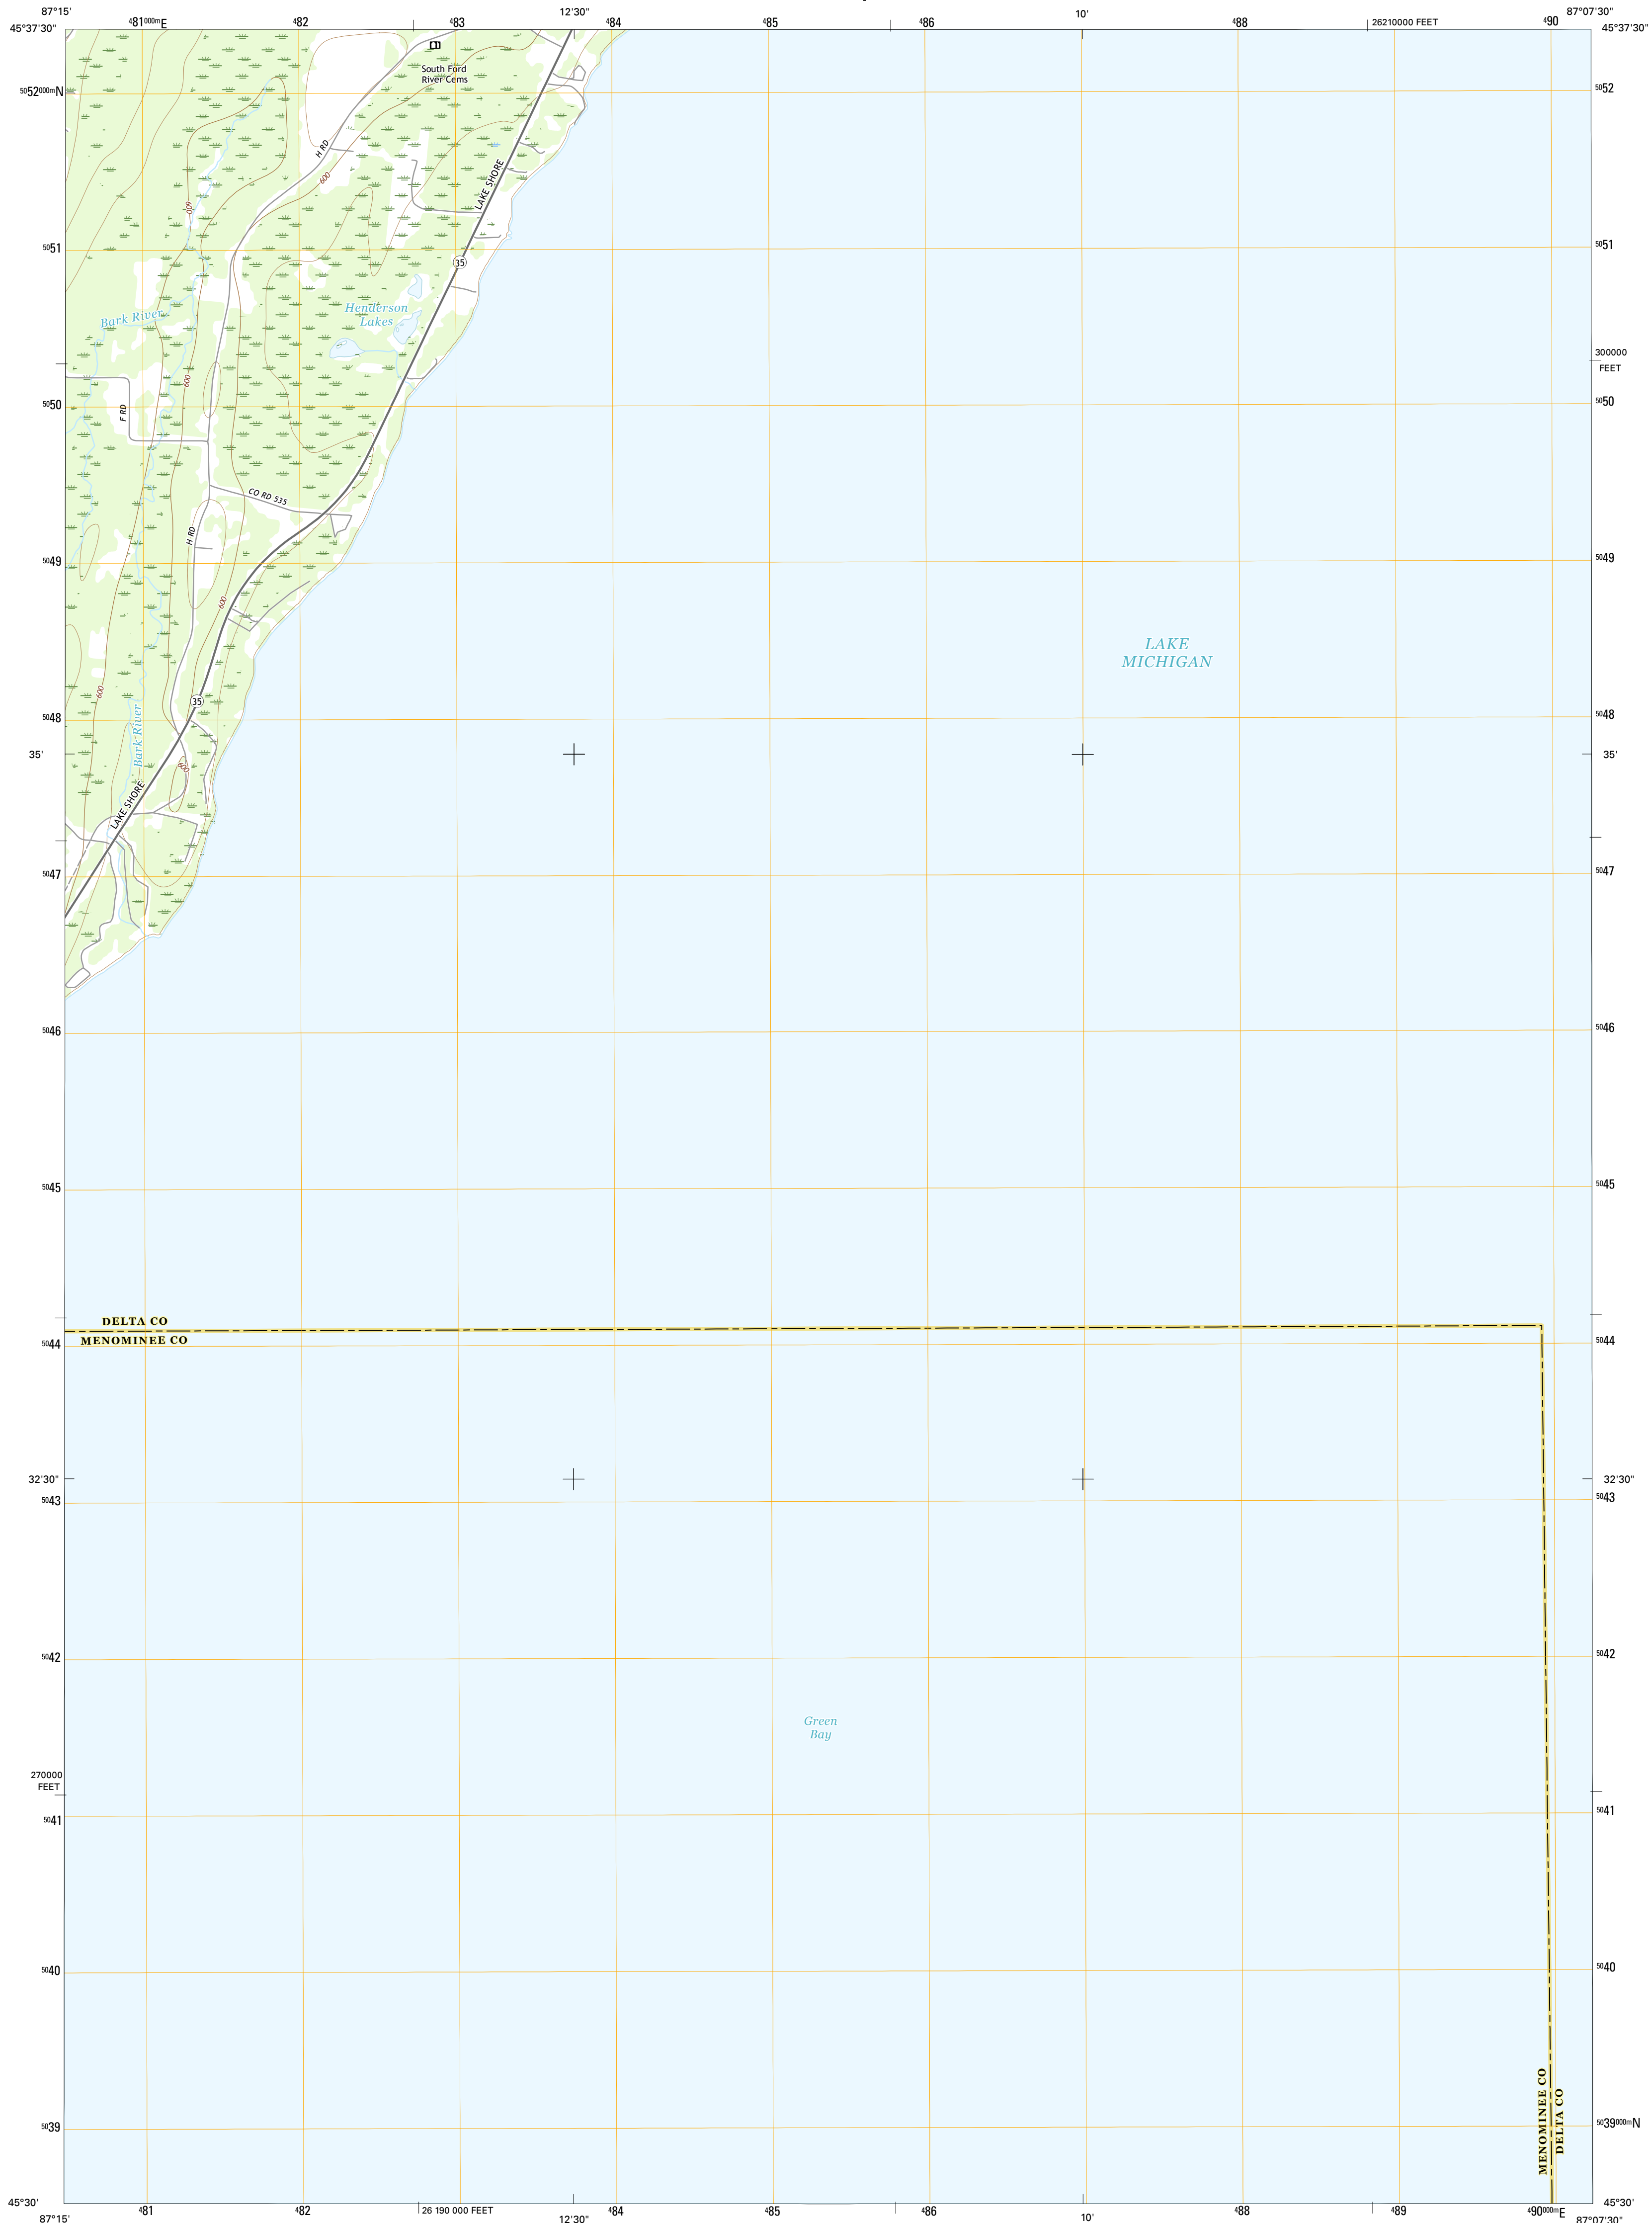 87°15'
⁴81⁰⁰⁰ᵐE
⁴82
⁴83
12'30"
⁴84
⁴85
⁴86
10'
⁴88
26210000 FEET
⁴90
87°07'30"
45°37'30"
45°37'30"
South Ford
River Cems
⁵⁰52⁰⁰⁰ᵐN
⁵⁰52
H RD
600
LAKE SHORE
600
⁵⁰51
⁵⁰51
35
Bark River
Henderson
Lakes
300000
FEET
600
⁵⁰50
⁵⁰50
F RD
CO RD 535
H RD
⁵⁰49
⁵⁰49
600
LAKE
MICHIGAN
600
35
⁵⁰48
⁵⁰48
Bark River
35'
35'
600
LAKE SHORE
⁵⁰47
⁵⁰47
⁵⁰46
⁵⁰46
⁵⁰45
⁵⁰45
DELTA CO
MENOMINEE CO
⁵⁰44
⁵⁰44
32'30"
32'30"
⁵⁰43
⁵⁰43
⁵⁰42
⁵⁰42
Green
Bay
270000
FEET
⁵⁰41
⁵⁰41
⁵⁰40
⁵⁰40
MENOMINEE CO
DELTA CO
⁵⁰39
⁵⁰39⁰⁰⁰ᵐN
45°30'
45°30'
87°15'
⁴81
⁴82
26 190 000 FEET
12'30"
⁴84
⁴85
⁴86
10'
⁴88
⁴89
⁴90⁰⁰⁰ᵐE
87°07'30"